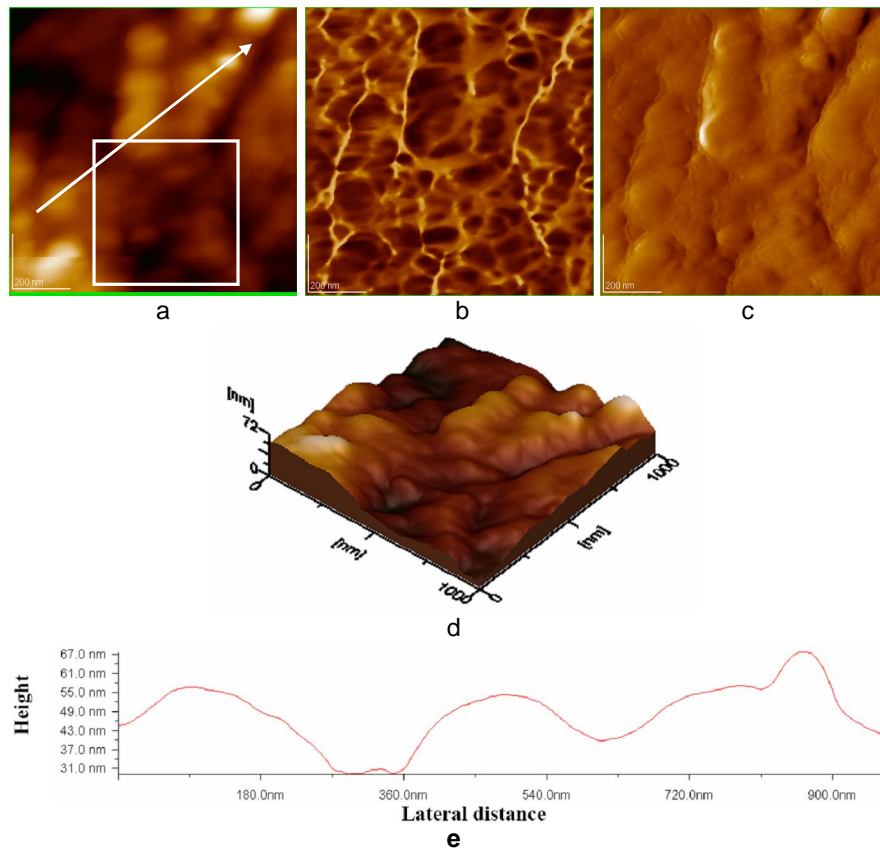 200 nm
200 nm
200 nm
a
b
c
[nm]
72
0
0
[nm]
1000
0
[nm]
1000
d
Height
67.0 nm
61.0 nm
55.0 nm
49.0 nm
43.0 nm
37.0 nm
31.0 nm
180.0nm
360.0nm
540.0nm
720.0nm
900.0nm
Lateral distance
e